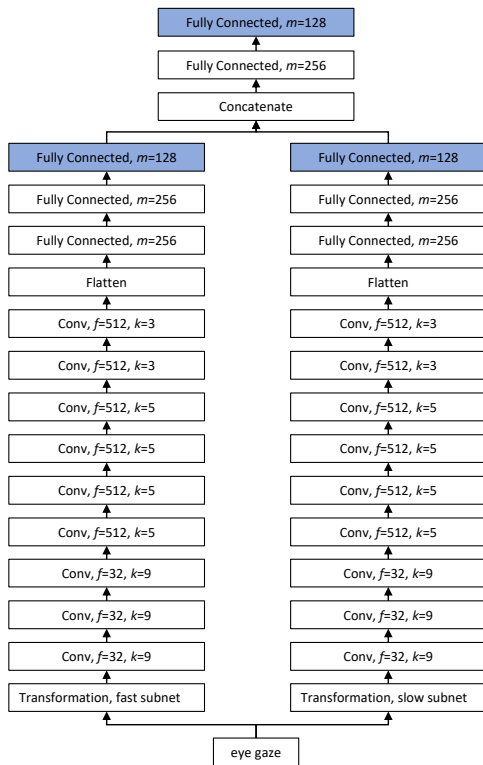 Fully Connected, m=128
Fully Connected, m=256
Concatenate
Fully Connected, m=128
Fully Connected, m=128
Fully Connected, m=256
Fully Connected, m=256
Fully Connected, m=256
Fully Connected, m=256
Flatten
Flatten
Conv, f=512, k=3
Conv, f=512, k=3
Conv, f=512, k=3
Conv, f=512, k=3
Conv, f=512, k=5
Conv, f=512, k=5
Conv, f=512, k=5
Conv, f=512, k=5
Conv, f=512, k=5
Conv, f=512, k=5
Conv, f=512, k=5
Conv, f=512, k=5
Conv, f=32, k=9
Conv, f=32, k=9
Conv, f=32, k=9
Conv, f=32, k=9
Conv, f=32, k=9
Conv, f=32, k=9
Transformation, fast subnet
Transformation, slow subnet
eye gaze